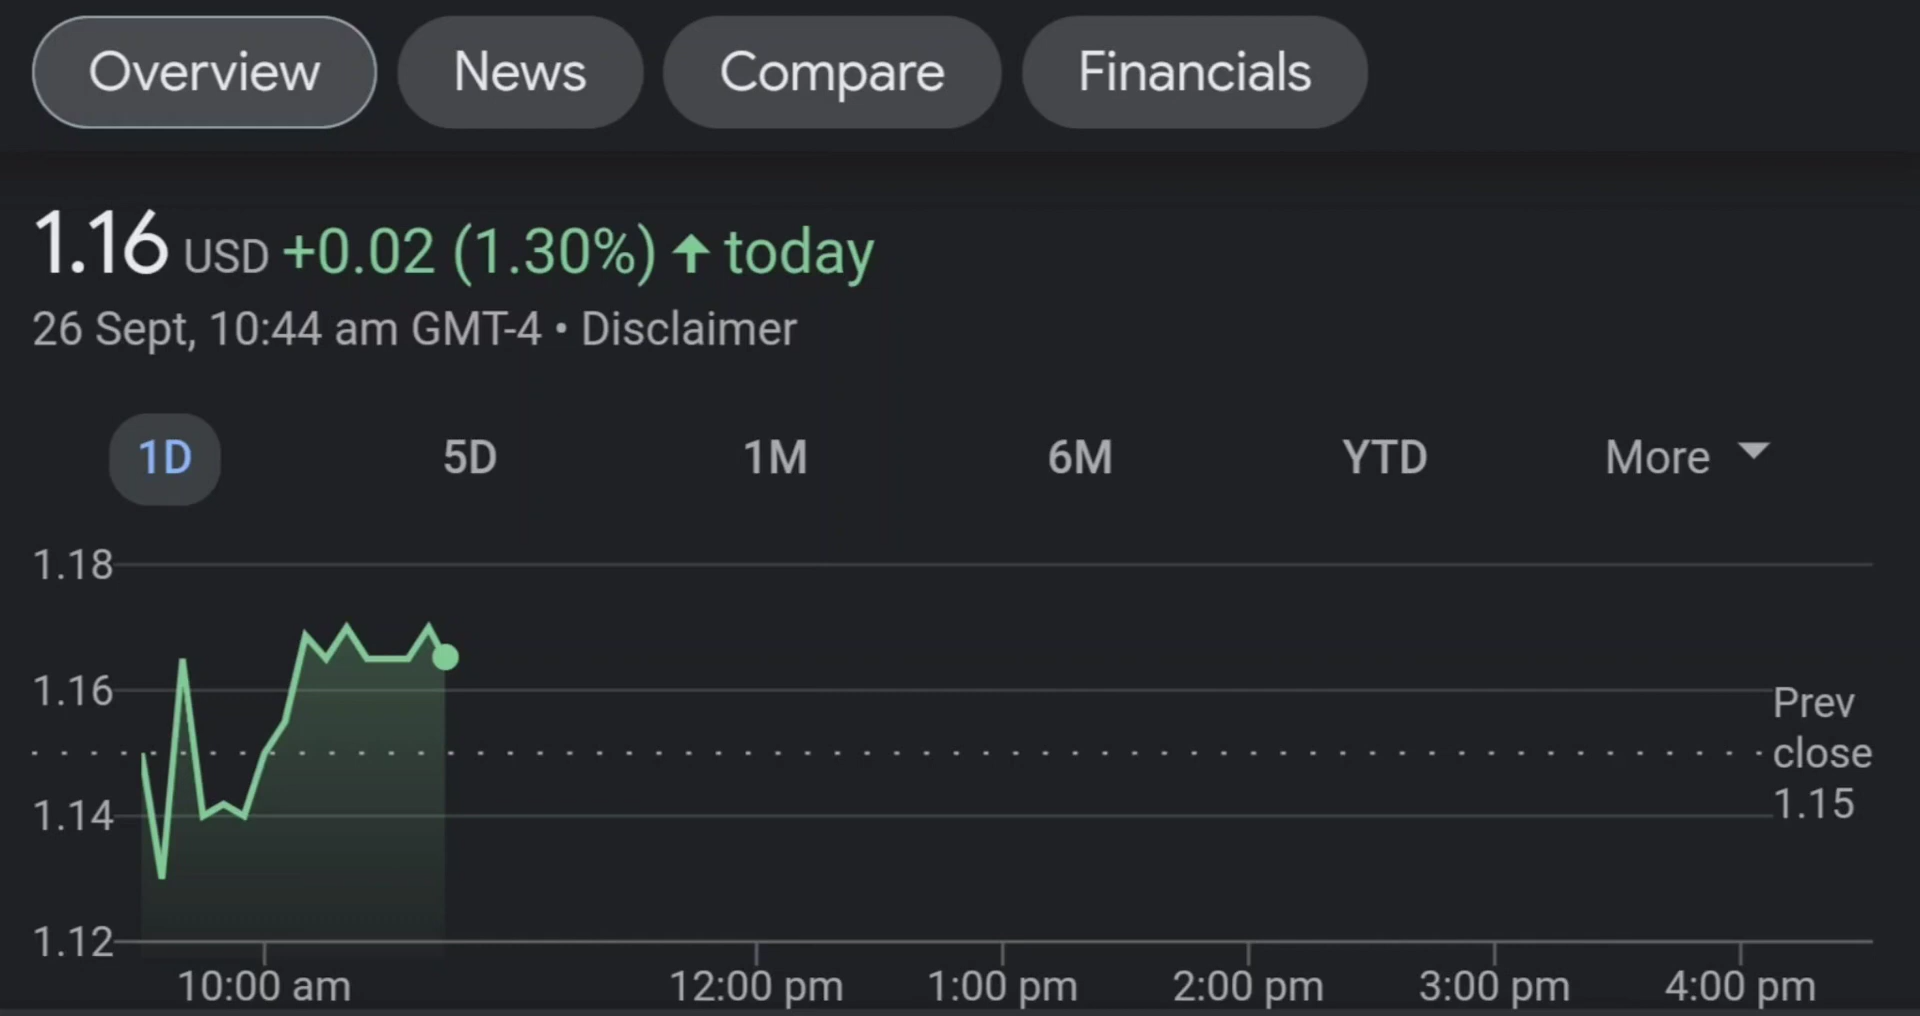 Overview News Compare Financials
1.16 USD +0.02 (1.30%) ↑ today
26 Sept, 10:44 am GMT-4 • Disclaimer
1D 5D 1M 6M YTD More
1.18
1.16
Prev
close
1.15
1.14
1.12
10:00 am 12:00 pm 1:00 pm 2:00 pm 3:00 pm 4:00 pm